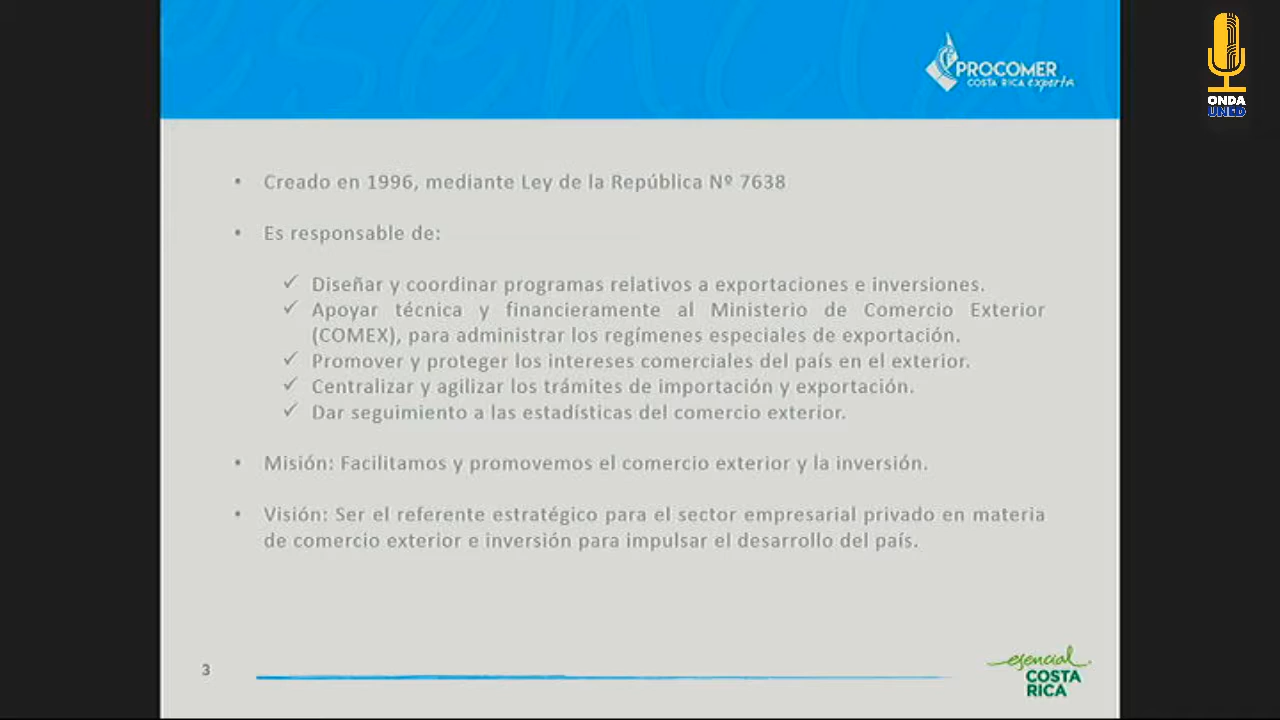 PROCOMER
COSTA RICA exporta
ONDA
UNED
• Creado en 1996, mediante Ley de la República Nº 7638
• Es responsable de:
✓ Diseñar y coordinar programas relativos a exportaciones e inversiones.
✓ Apoyar técnica y financieramente al Ministerio de Comercio Exterior
(COMEX), para administrar los regímenes especiales de exportación.
✓ Promover y proteger los intereses comerciales del país en el exterior.
✓ Centralizar y agilizar los trámites de importación y exportación.
✓ Dar seguimiento a las estadísticas del comercio exterior.
• Misión: Facilitamos y promovemos el comercio exterior y la inversión.
• Visión: Ser el referente estratégico para el sector empresarial privado en materia
de comercio exterior e inversión para impulsar el desarrollo del país.
3
esencial
COSTA
RICA